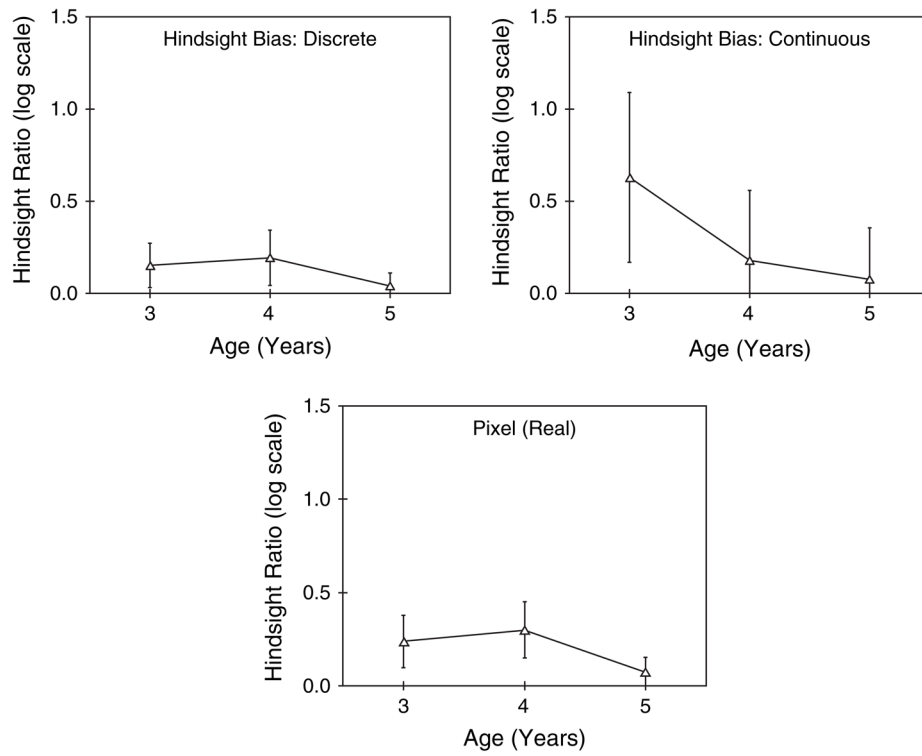 Hindsight Bias: Discrete
Hindsight Ratio (log scale)
1.5
1.0
0.5
0.0
3 4 5
Age (Years)
Hindsight Bias: Continuous
Hindsight Ratio (log scale)
1.5
1.0
0.5
0.0
3 4 5
Age (Years)
Pixel (Real)
Hindsight Ratio (log scale)
1.5
1.0
0.5
0.0
3 4 5
Age (Years)